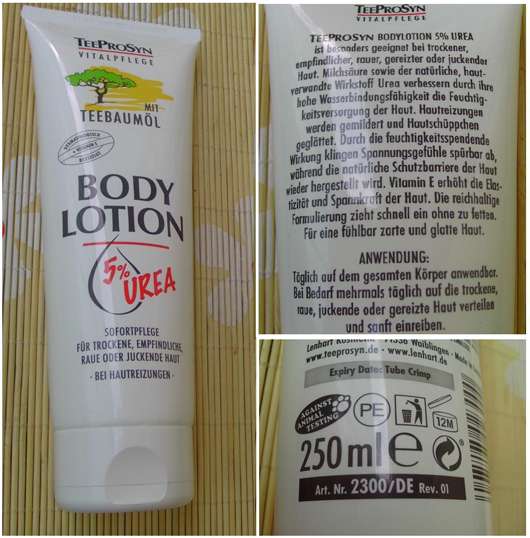 TEEPROSYN
VITALPFLEGE
MIT
TEEBAUMÖL
BODY
LOTION
5% UREA
SOFORTPFLEGE
FÜR TROCKENE, EMPFINDLICHE,
RAUE ODER JUCKENDE HAUT
- BEI HAUTREIZUNGEN -
TEEPROSYN
VITALPFLEGE
TEEPROSYN BODYLOTION 5% UREA
ist besonders geeignet bei trockener,
empfindlicher, rauer, gereizter oder juckender
Haut. Milchsäure sowie der natürliche, haut-
verwandte Wirkstoff Urea verbessern durch ihre
hohe Wasserbindungsfähigkeit die Feuchtig-
keitsversorgung der Haut. Hautreizungen
werden gemildert und Hautschüppchen
geglättet. Durch die feuchtigkeitsspendende
Wirkung klingen Spannungsgefühle spürbar ab,
während die natürliche Schutzbarriere der Haut
wieder hergestellt wird. Vitamin E erhöht die Elas-
tizität und Spannkraft der Haut. Die reichhaltige
Formulierung zieht schnell ein ohne zu fetten.
Für eine fühlbar zarte und glatte Haut.
ANWENDUNG:
Täglich auf dem gesamten Körper anwendbar.
Bei Bedarf mehrmals täglich auf die trockene,
raue, juckende oder gereizte Haut verteilen
und sanft einreiben.
Lenhart Kosmetik 71336 Waiblingen
www.teeprosyn.de - www.lenhart.de - Made in
Expiry Date: Tube Crimp
AGAINST ANIMAL TESTING
PE
12M
250 ml e
Art. Nr. 2300/DE Rev. 01